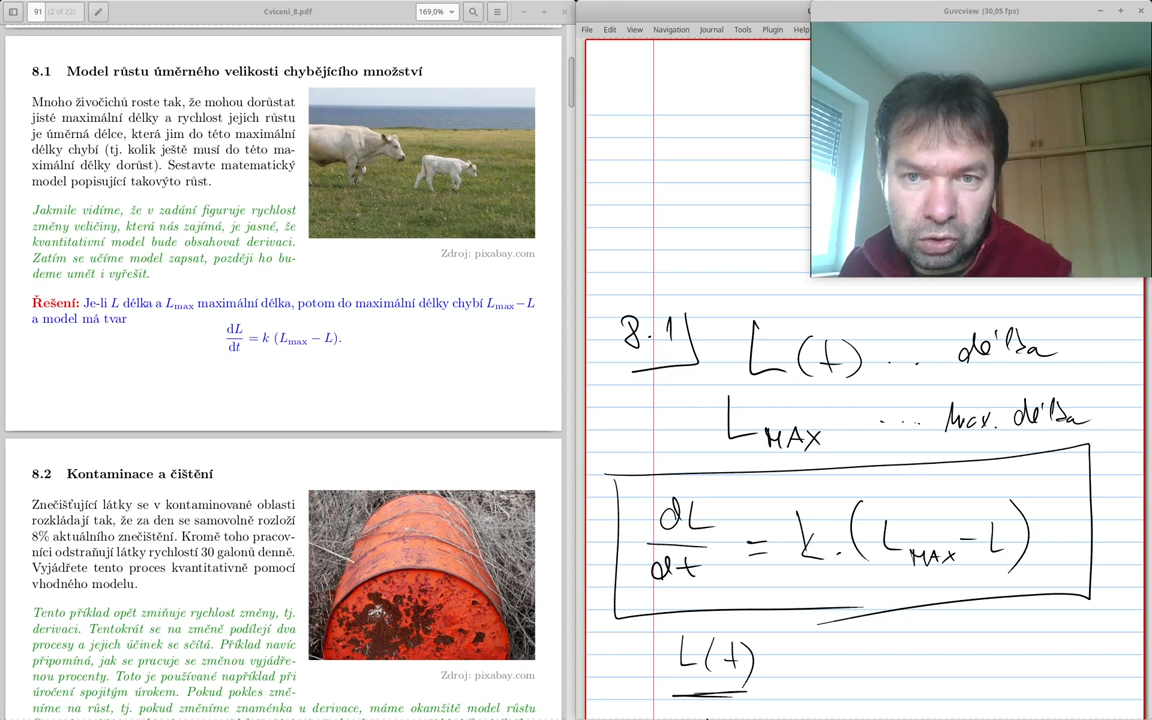 91 (2 of 22)
Cviceni_8.pdf
169,0%
8.1 Model růstu úměrného velikosti chybějícího množství
Mnoho živočichů roste tak, že mohou dorůstat
jisté maximální délky a rychlost jejich růstu
je úměrná délce, která jim do této maximální
délky chybí (tj. kolik ještě musí do této ma-
ximální délky dorůst). Sestavte matematický
model popisující takovýto růst.
Jakmile vidíme, že v zadání figuruje rychlost
změny veličiny, která nás zajímá, je jasné, že
kvantitativní model bude obsahovat derivaci.
Zatím se učíme model zapsat, později ho bu-
deme umět i vyřešit.
Zdroj: pixabay.com
Řešení: Je-li L délka a Lmax maximální délka, potom do maximální délky chybí Lmax−L
a model má tvar
dL/dt = k (Lmax − L).
8.2 Kontaminace a čištění
Znečišťující látky se v kontaminované oblasti
rozkládají tak, že za den se samovolně rozloží
8% aktuálního znečištění. Kromě toho pracov-
níci odstraňují látky rychlostí 30 galonů denně.
Vyjádřete tento proces kvantitativně pomocí
vhodného modelu.
Tento příklad opět zmiňuje rychlost změny, tj.
derivaci. Tentokrát se na změně podílejí dva
procesy a jejich účinek se sčítá. Příklad navíc
připomíná, jak se pracuje se změnou vyjádře-
nou procenty. Toto je používané například při
úročení spojitým úrokem. Pokud pokles změ-
níme na růst, tj. pokud změníme znaménka u derivace, máme okamžitě model růstu
Zdroj: pixabay.com
File Edit View Navigation Journal Tools Plugin Help
Guvcview (30,05 fps)
8.1 L(t) ... délka
LMAX .... max. délka
dL/dt = k.(LMAX−L)
L(t)